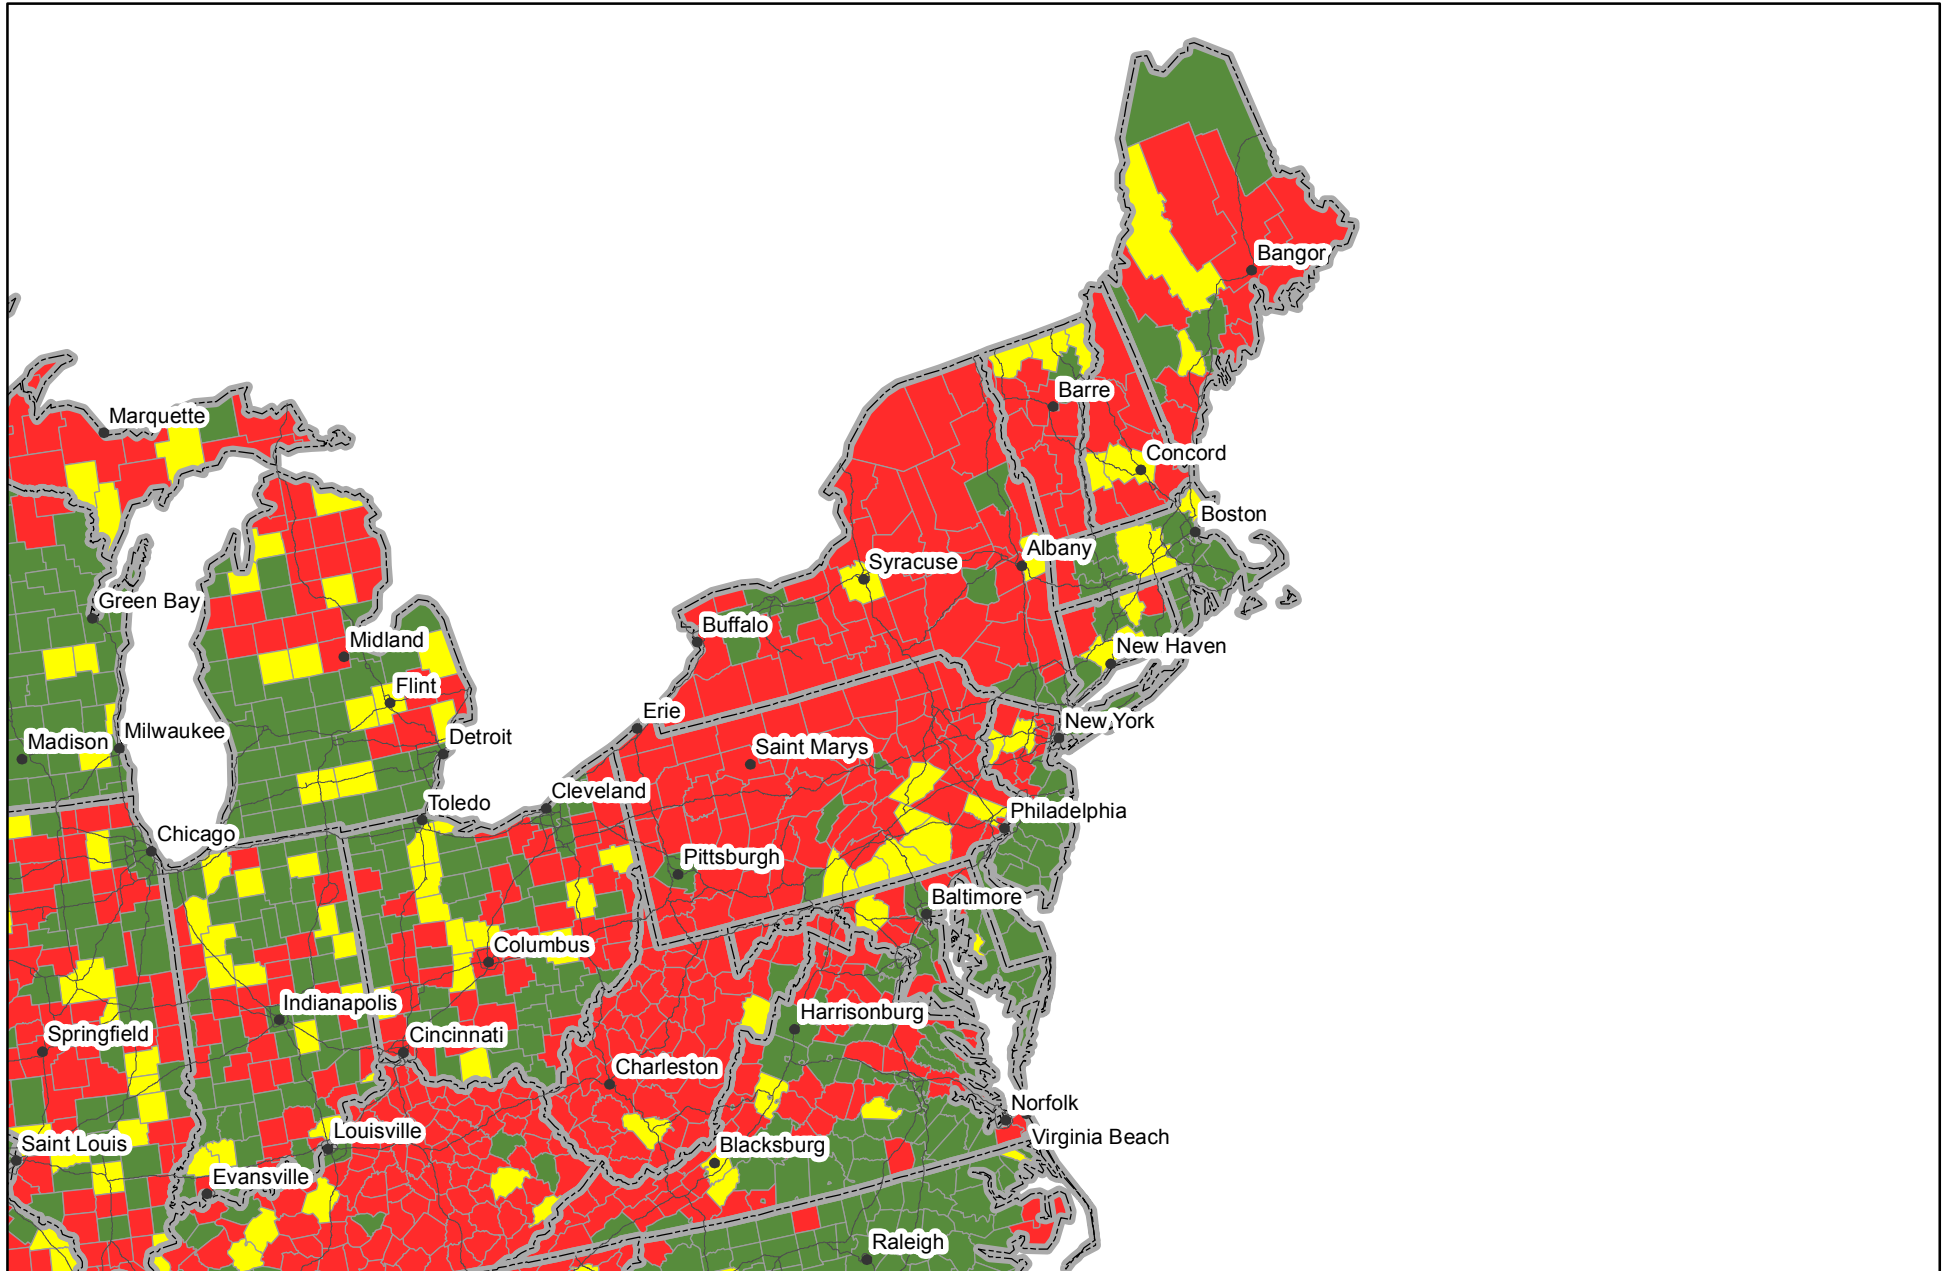 Bangor
Barre
Marquette
Concord
Boston
Albany
Syracuse
Green Bay
Buffalo
Midland
New Haven
Flint
Erie
New York
Milwaukee
Detroit
Madison
Saint Marys
Cleveland
Toledo
Philadelphia
Chicago
Pittsburgh
Baltimore
Columbus
Indianapolis
Harrisonburg
Springfield
Cincinnati
Charleston
Norfolk
Louisville
Virginia Beach
Saint Louis
Blacksburg
Evansville
Raleigh